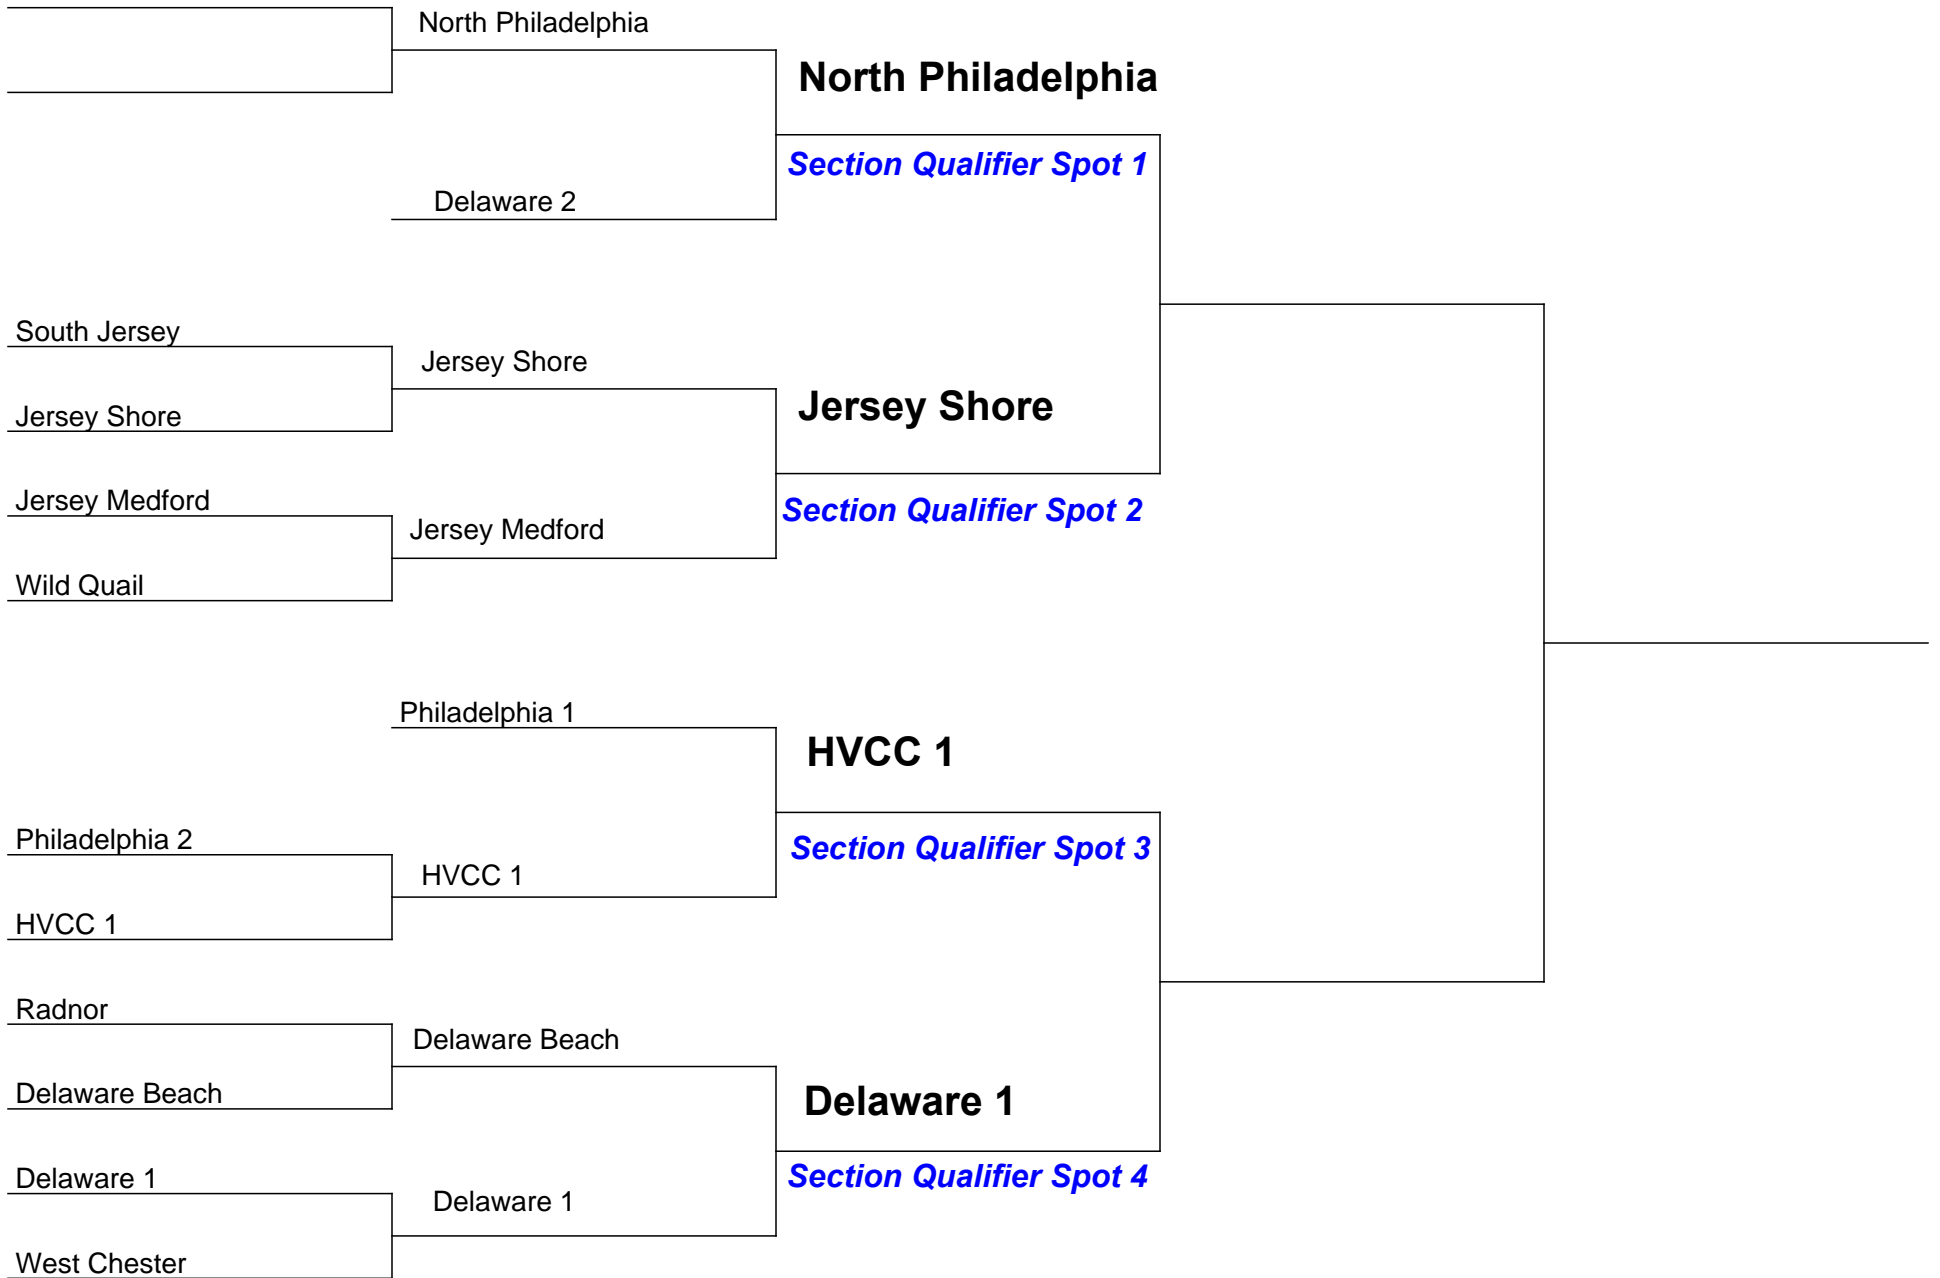 North Philadelphia
North Philadelphia
Section Qualifier Spot 1
Delaware 2
South Jersey
Jersey Shore
Jersey Shore
Jersey Shore
Jersey Medford
Section Qualifier Spot 2
Jersey Medford
Wild Quail
Philadelphia 1
HVCC 1
Philadelphia 2
Section Qualifier Spot 3
HVCC 1
HVCC 1
Radnor
Delaware Beach
Delaware Beach
Delaware 1
Delaware 1
Section Qualifier Spot 4
Delaware 1
West Chester